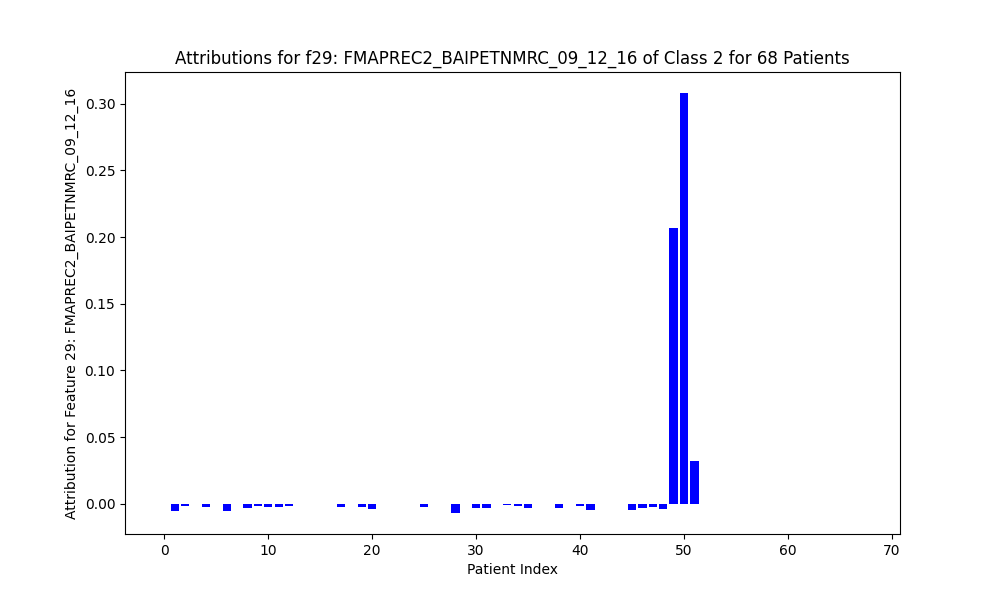 Attributions for f29: FMAPREC2_BAIPETNMRC_09_12_16 of Class 2 for 68 Patients
Attribution for Feature 29: FMAPREC2_BAIPETNMRC_09_12_16
0.30
0.25
0.20
0.15
0.10
0.05
0.00
0 10 20 30 40 50 60 70
Patient Index